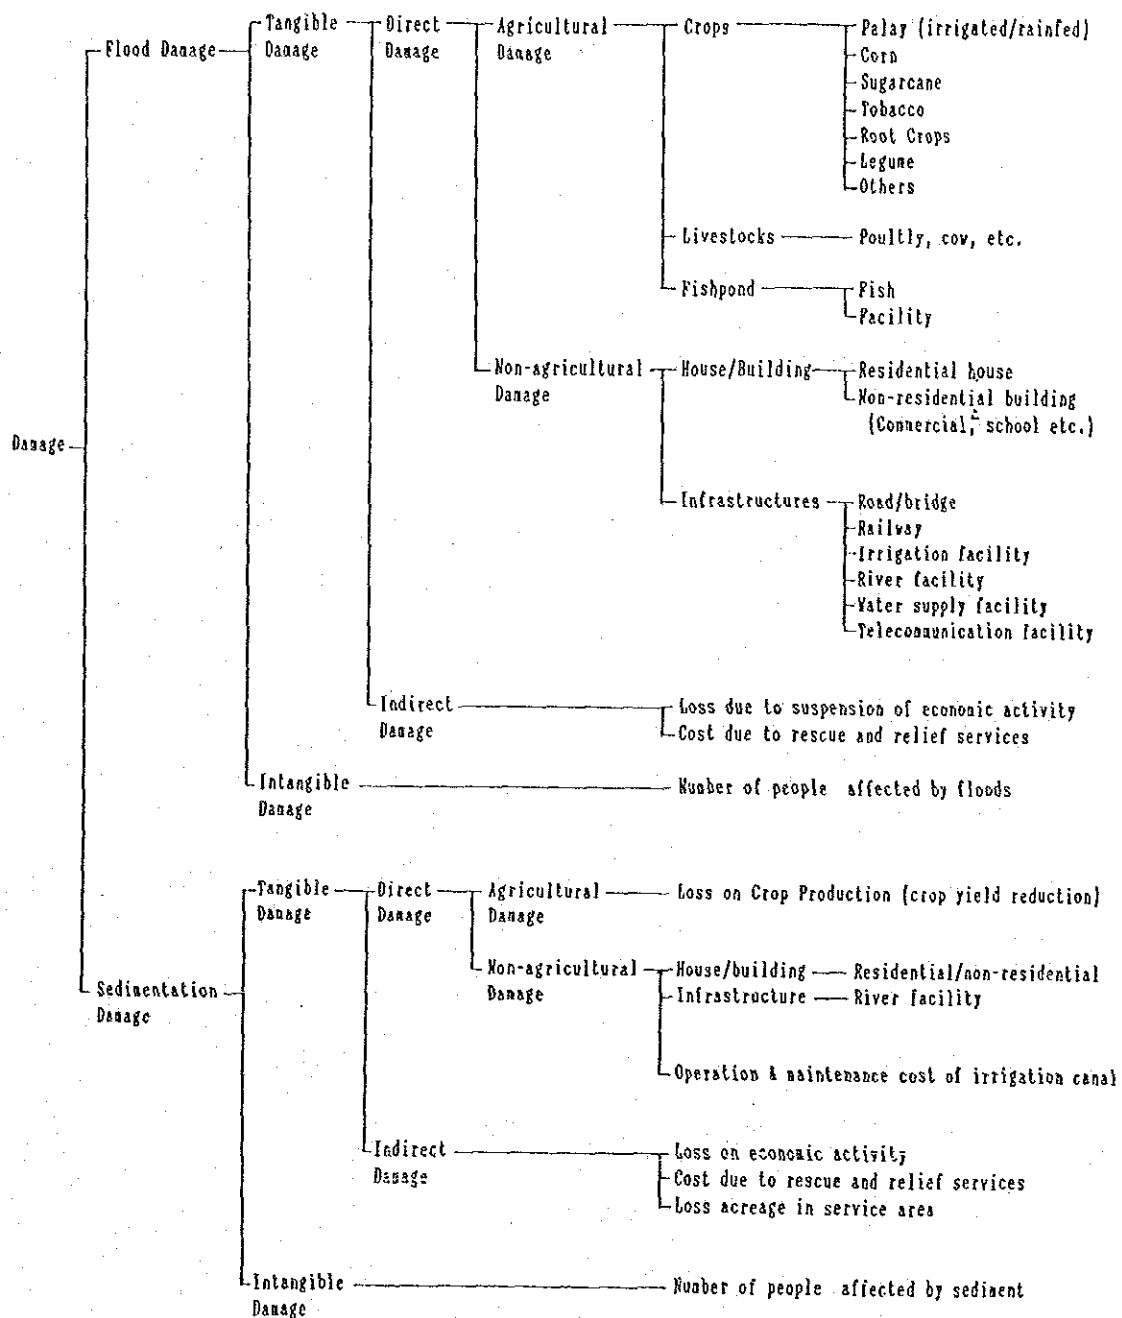 Tangible Damage
Direct Damage
Agricultural Damage
Crops
Palay (irrigated/rainfed)
Flood Damage
Corn
Sugarcane
Tobacco
Root Crops
Legume
Others
Livestocks
Poultly, cow, etc.
Fishpond
Fish
Facility
Non-agricultural Damage
House/Building
Residential house
Non-residential building
(Commercial, school etc.)
Damage
Infrastructures
Road/bridge
Railway
Irrigation facility
River facility
Water supply facility
Telecommunication facility
Indirect Damage
Loss due to suspension of economic activity
Cost due to rescue and relief services
Intangible Damage
Number of people affected by floods
Tangible Damage
Direct Damage
Agricultural Damage
Loss on Crop Production (crop yield reduction)
Non-agricultural Damage
House/building
Residential/non-residential
Sedimentation Damage
Infrastructure
River facility
Operation & maintenance cost of irrigation canal
Indirect Damage
Loss on economic activity
Cost due to rescue and relief services
Loss acreage in service area
Intangible Damage
Number of people affected by sediment